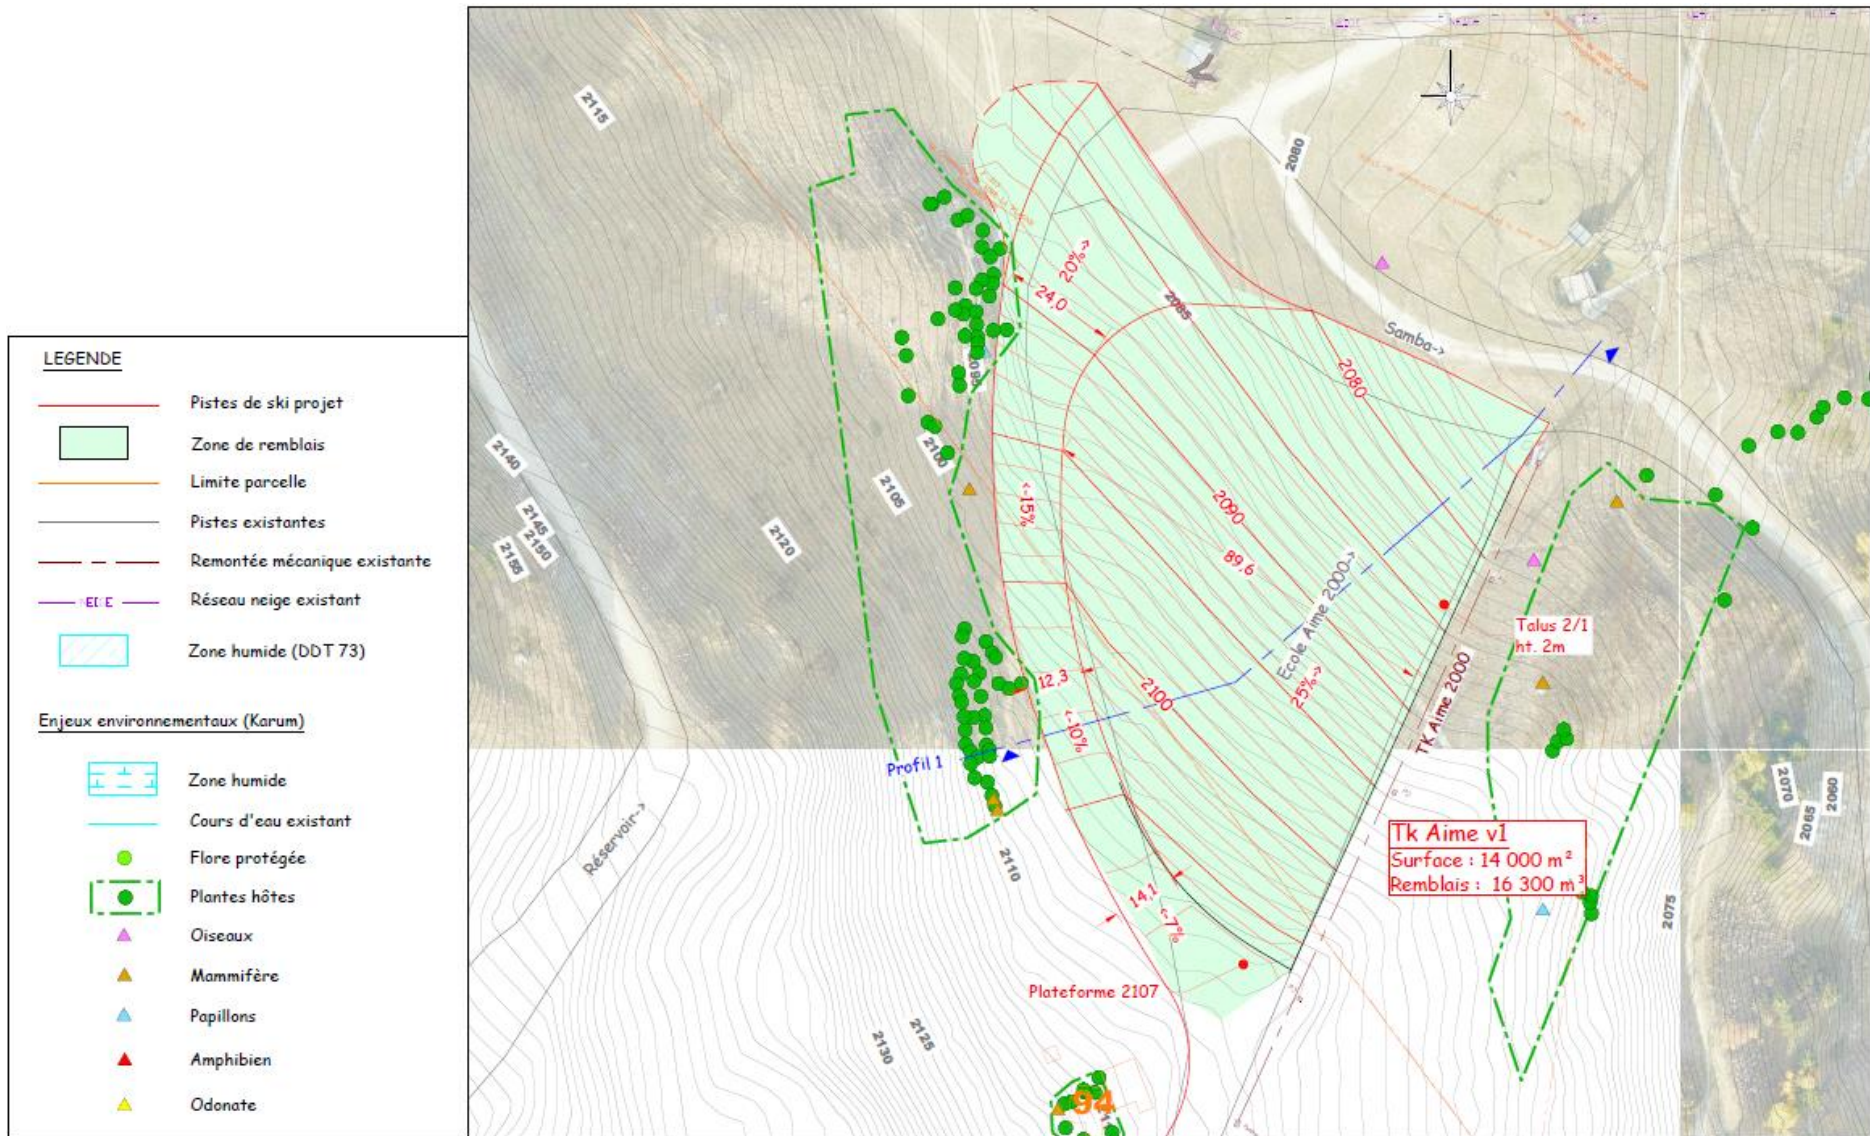 LEGENDE
Pistes de ski projet
Zone de remblais
Limite parcelle
Pistes existantes
Remontée mécanique existante
Réseau neige existant
Zone humide (DDT 73)
Enjeux environnementaux (Karum)
Zone humide
Cours d'eau existant
Flore protégée
Plantes hôtes
Oiseaux
Mammifère
Papillons
Amphibien
Odonate
2115
2080
20%->
24,0
2085
Samba->
2080
2095
2140
2100
2105
<-15%
2090
2145
2150
2155
2120
89,6
Ecole Aime 2000->
Talus 2/1
ht. 2m
12,3
2100
25%->
TK Aime 2000
<-10%
Profil 1
2070
2065
2060
Réservoir->
Tk Aime v1
Surface : 14 000 m²
Remblais : 16 300 m³
2110
14,1
<-7%
2075
Plateforme 2107
2130
2125
94